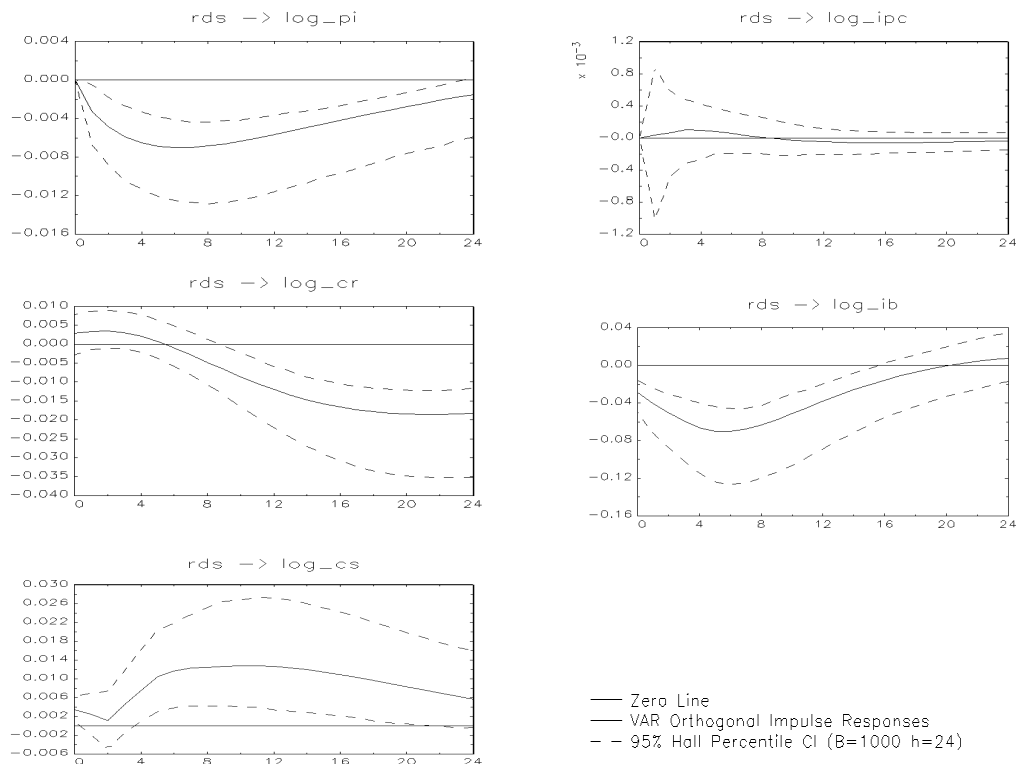 rds -> log_pi
0.004
0.000
-0.004
-0.008
-0.012
-0.016
0 4 8 12 16 20 24
rds -> log_ipc
x 10^-3
1.2
0.8
0.4
-0.0
-0.4
-0.8
-1.2
0 4 8 12 16 20 24
rds -> log_cr
0.010
0.005
0.000
-0.005
-0.010
-0.015
-0.020
-0.025
-0.030
-0.035
-0.040
0 4 8 12 16 20 24
rds -> log_ib
0.04
0.00
-0.04
-0.08
-0.12
-0.16
0 4 8 12 16 20 24
rds -> log_cs
0.030
0.026
0.022
0.018
0.014
0.010
0.006
0.002
-0.002
-0.006
0 4 8 12 16 20 24
Zero Line
VAR Orthogonal Impulse Responses
95% Hall Percentile CI (B=1000 h=24)